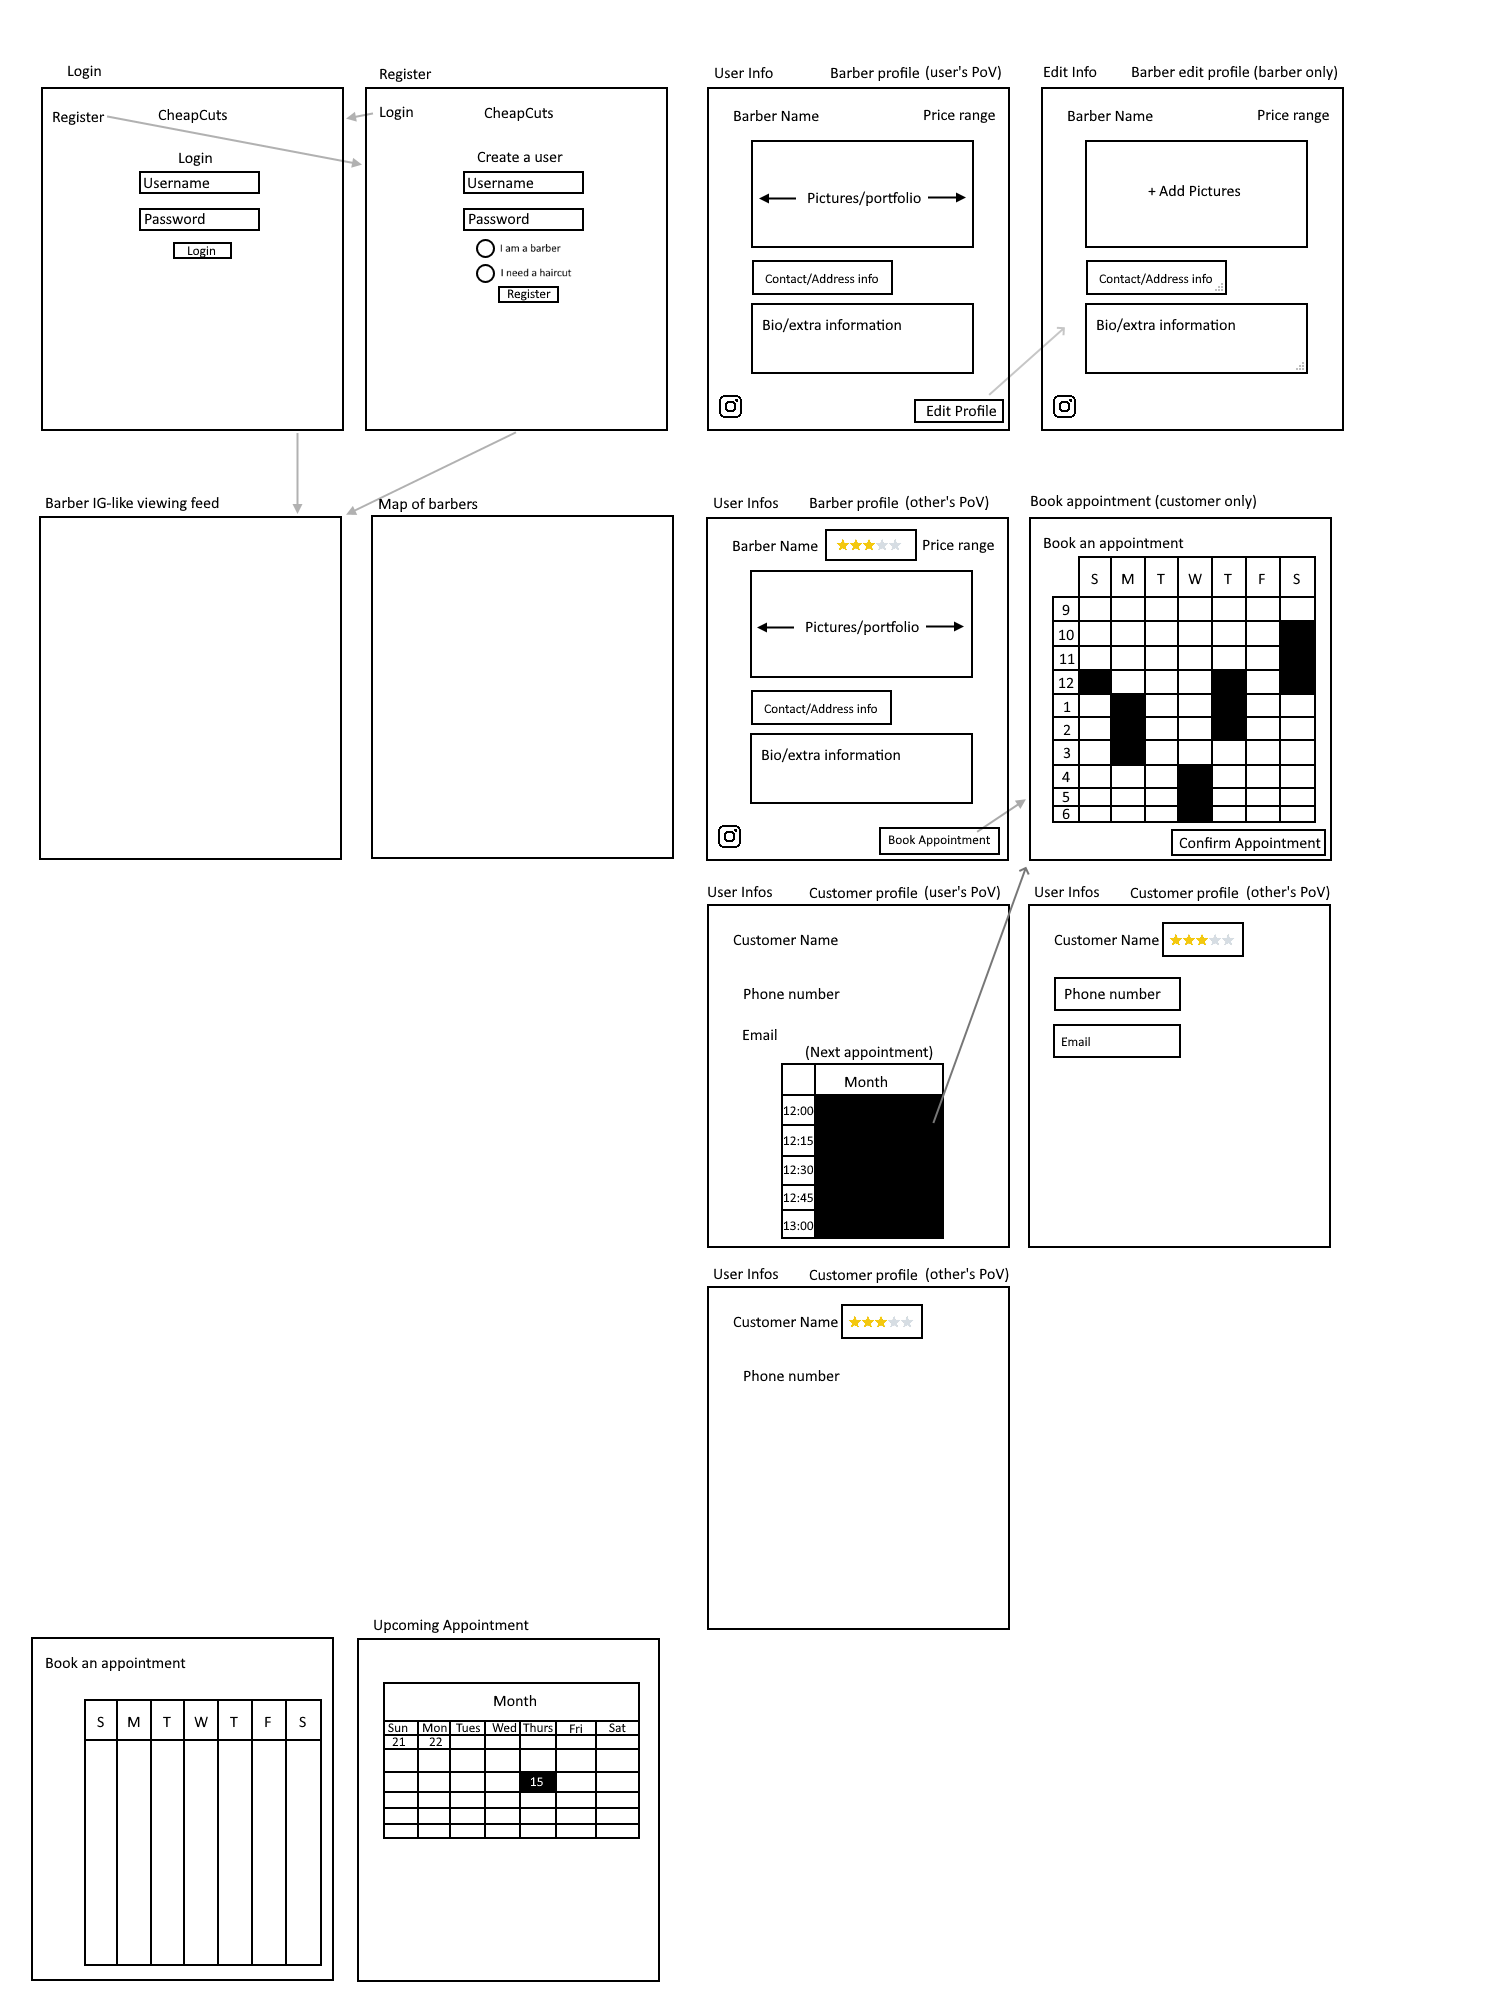 Login
Register
CheapCuts
Login
Username
Password
Login
Register
Login
CheapCuts
Create a user
Username
Password
I am a barber
I need a haircut
Register
User Info
Barber profile (user's PoV)
Barber Name
Price range
Pictures/portfolio
Contact/Address info
Bio/extra information
Edit Profile
Edit Info
Barber edit profile (barber only)
Barber Name
Price range
+ Add Pictures
Contact/Address info
Bio/extra information
Barber IG-like viewing feed
Map of barbers
User Infos
Barber profile (other's PoV)
Barber Name
Price range
Pictures/portfolio
Contact/Address info
Bio/extra information
Book Appointment
Book appointment (customer only)
Book an appointment
S M T W T F S
9
10
11
12
1
2
3
4
5
6
Confirm Appointment
User Infos
Customer profile (user's PoV)
Customer Name
Phone number
Email
(Next appointment)
Month
12:00
12:15
12:30
12:45
13:00
User Infos
Customer profile (other's PoV)
Customer Name
Phone number
Email
User Infos
Customer profile (other's PoV)
Customer Name
Phone number
Book an appointment
S M T W T F S
Upcoming Appointment
Month
Sun Mon Tues Wed Thurs Fri Sat
21 22
15